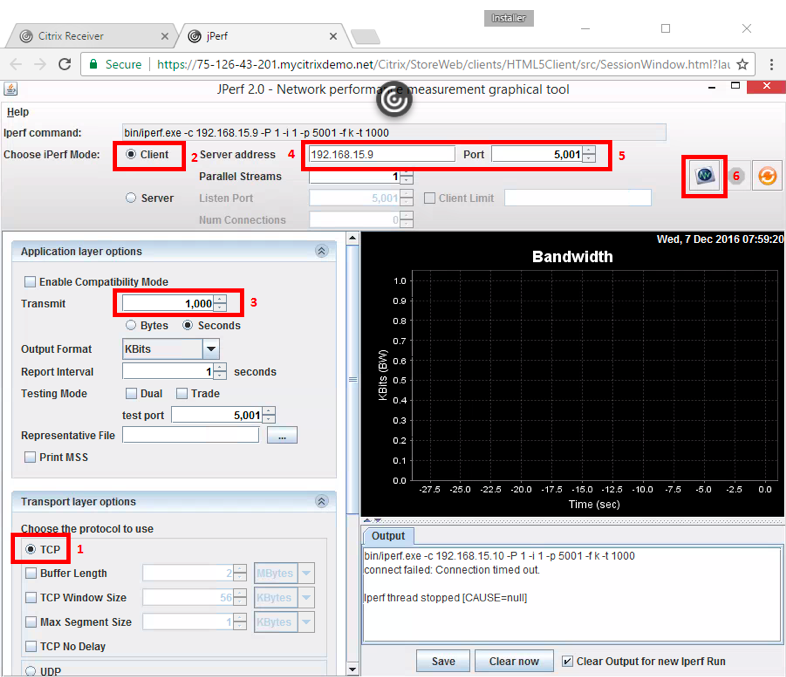 Installer
Citrix Receiver
jPerf
Secure
https://75-126-43-201.mycitrixdemo.net/Citrix/StoreWeb/clients/HTML5Client/src/SessionWindow.html?lau
JPerf 2.0 - Network performance measurement graphical tool
Help
Iperf command: bin/iperf.exe -c 192.168.15.9 -P 1 -i 1 -p 5001 -f k -t 1000
Choose iPerf Mode: Client 2 Server address 4 192.168.15.9 Port 5,001 5
Parallel Streams 1
6
Server Listen Port 5,001 Client Limit
Num Connections 0
Application layer options
Enable Compatibility Mode
Transmit 1,000 3
Bytes Seconds
Output Format KBits
Report Interval 1 seconds
Testing Mode Dual Trade
test port 5,001
Representative File ...
Print MSS
Transport layer options
Choose the protocol to use
TCP 1
Buffer Length 2 MBytes
TCP Window Size 56 KBytes
Max Segment Size 1 KBytes
TCP No Delay
UDP
Wed, 7 Dec 2016 07:59:20
Bandwidth
KBits (BW)
1.0
0.9
0.8
0.7
0.6
0.5
0.4
0.3
0.2
0.1
0.0
-27.5 -25.0 -22.5 -20.0 -17.5 -15.0 -12.5 -10.0 -7.5 -5.0 -2.5 0.0
Time (sec)
Output
bin/iperf.exe -c 192.168.15.10 -P 1 -i 1 -p 5001 -f k -t 1000
connect failed: Connection timed out.
Iperf thread stopped [CAUSE=null]
Save Clear now Clear Output for new Iperf Run